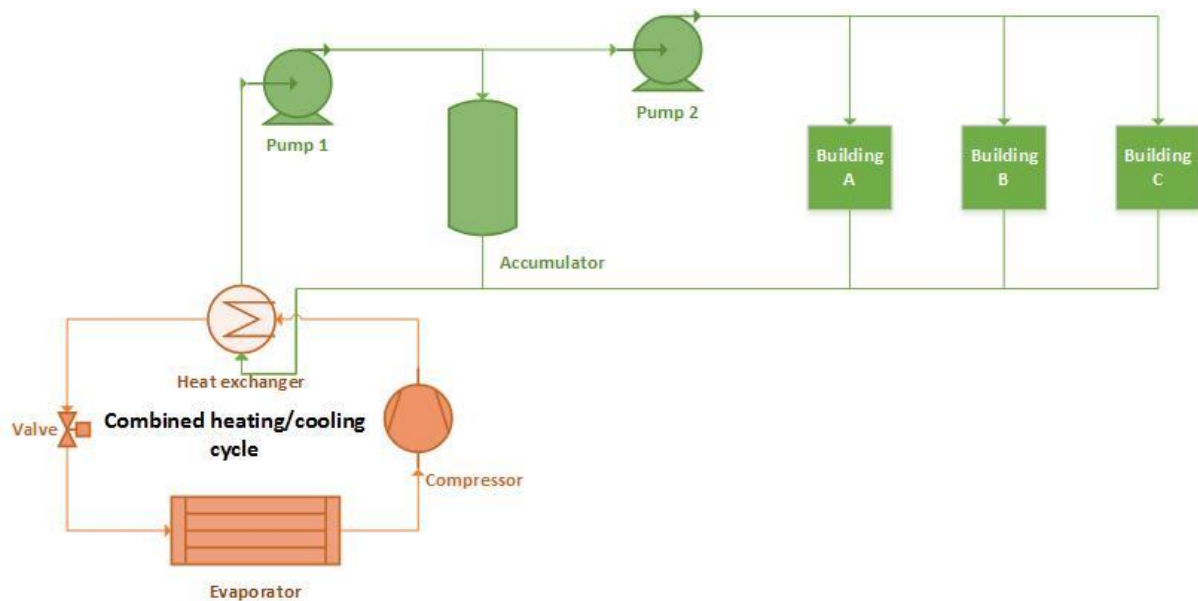 Pump 1
Pump 2
Building
A
Building
B
Building
C
Accumulator
Heat exchanger
Valve
Combined heating/cooling
cycle
Compressor
Evaporator